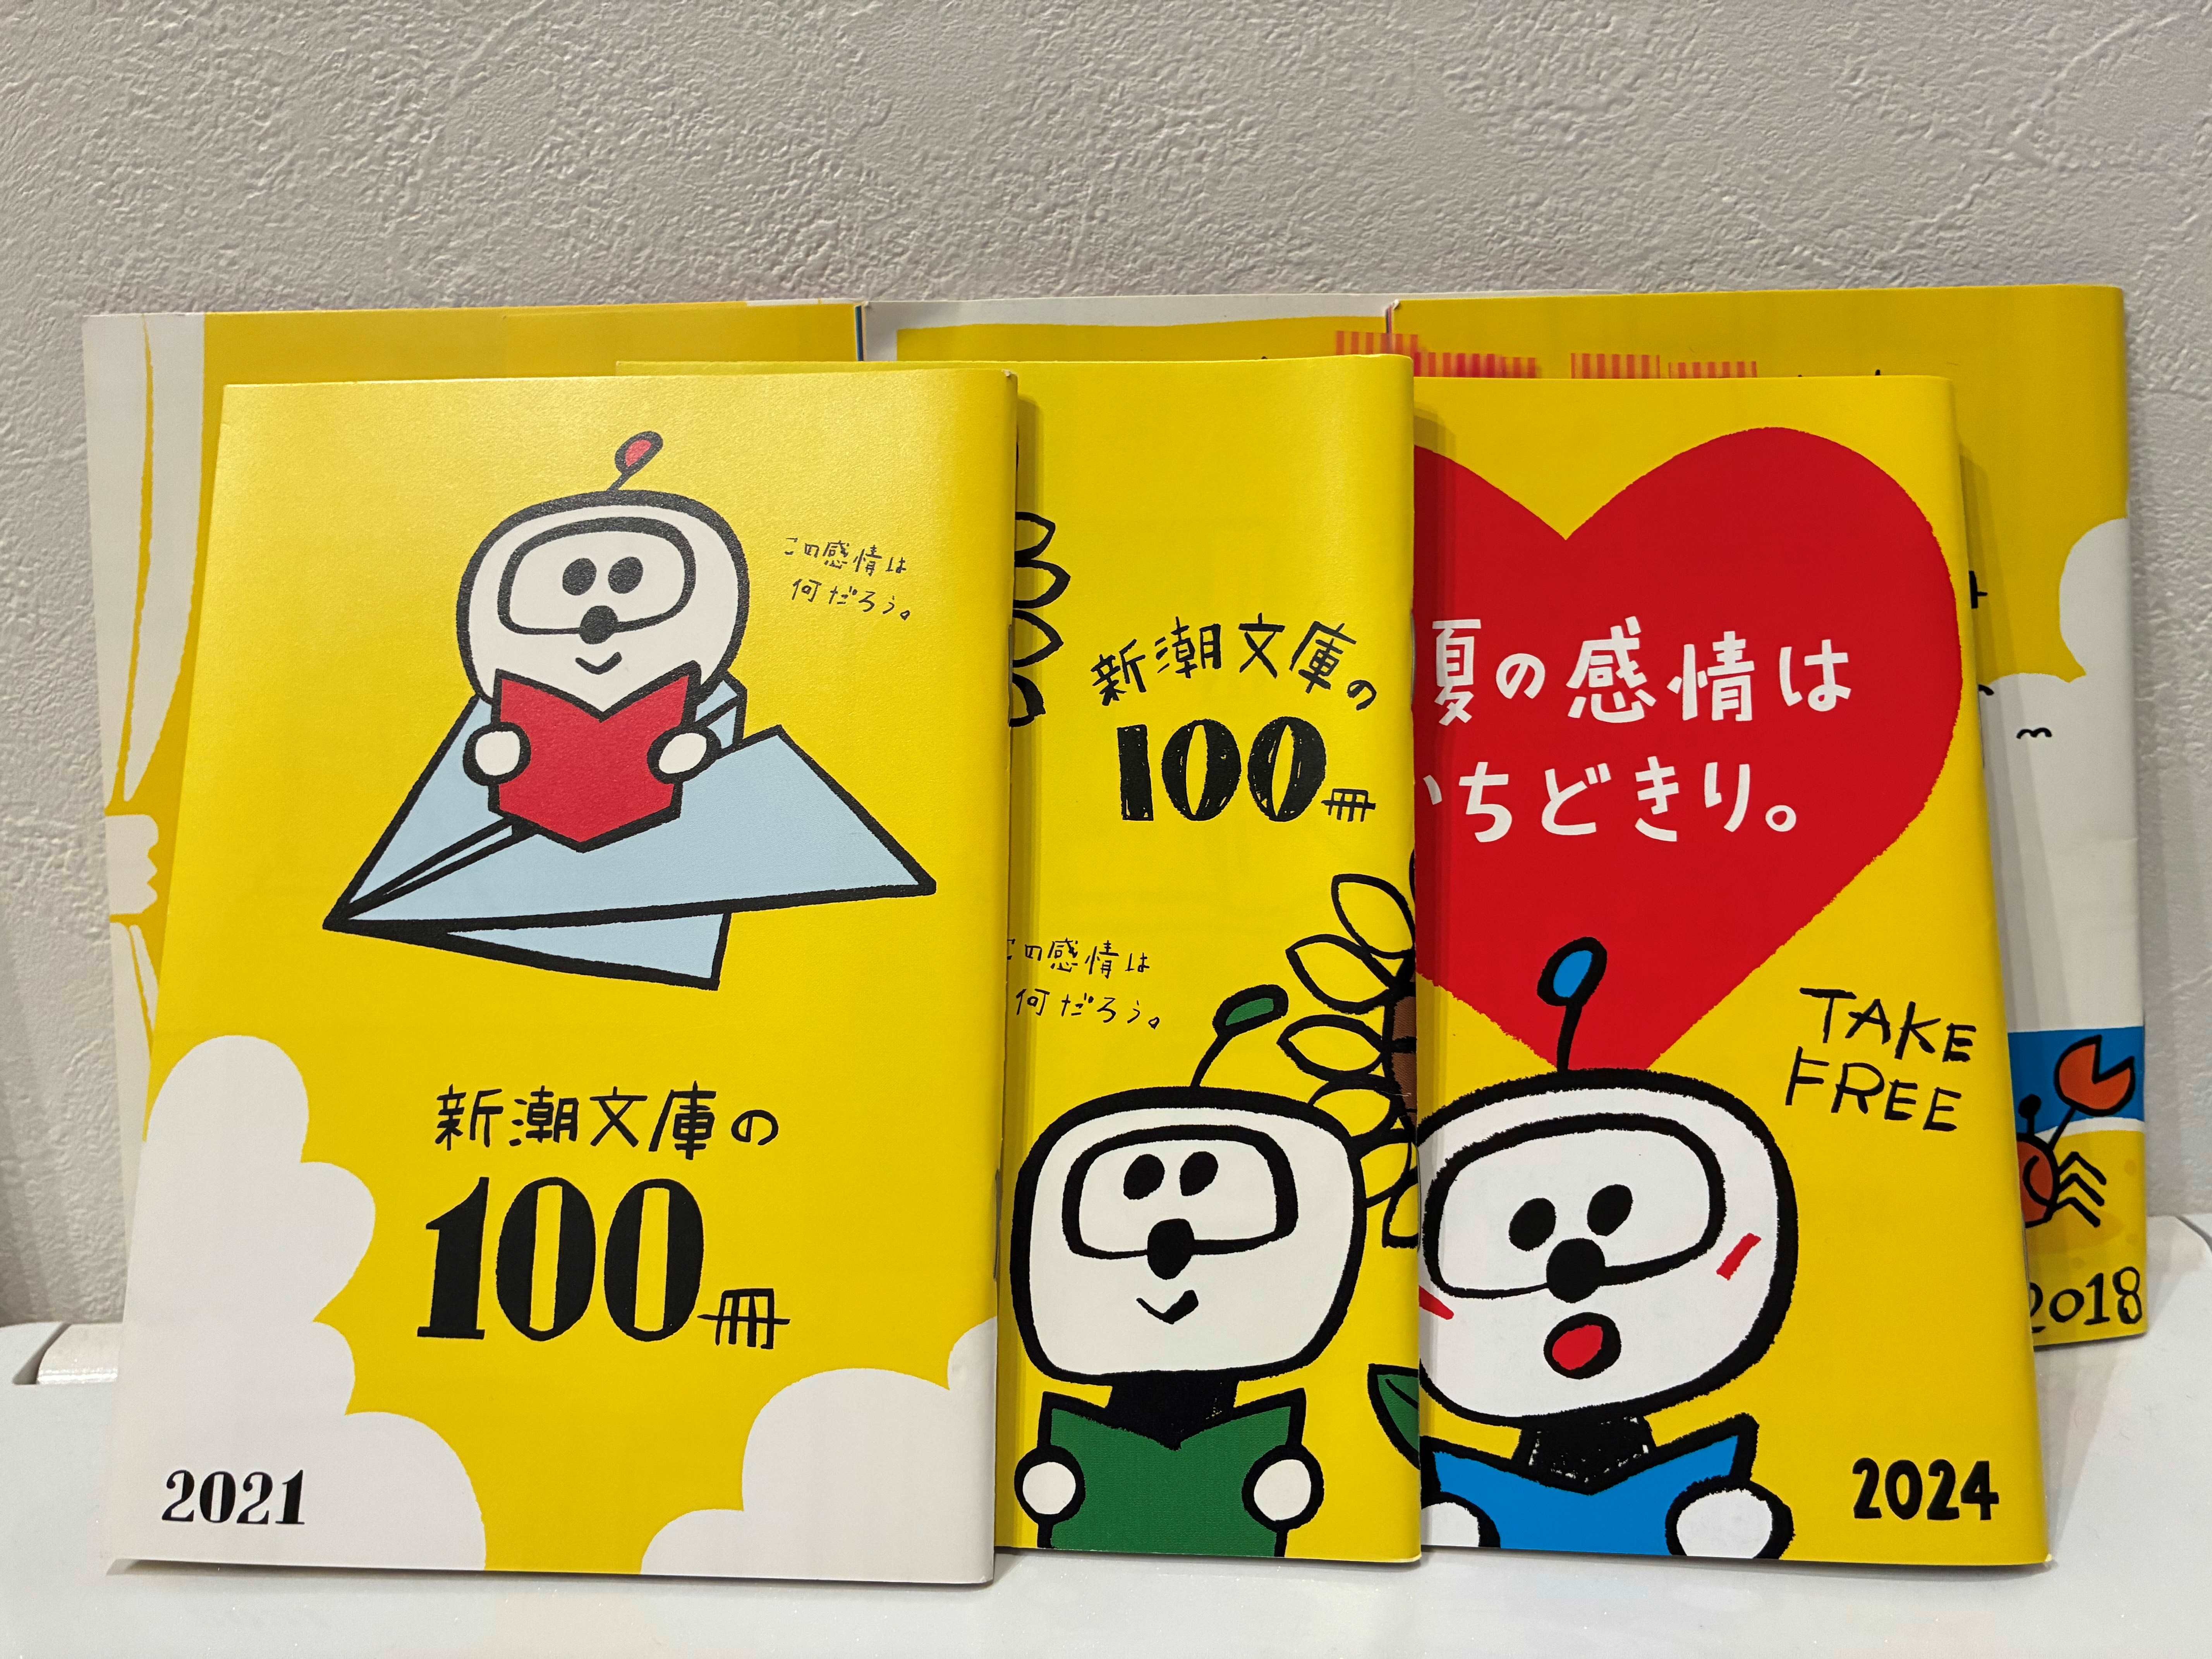 この感情は
何だろう。
新潮文庫の
100冊
2021
新潮文庫の
100冊
この感情は
何だろう。
夏の感情は
いちどきり。
TAKE
FREE
2024
2018